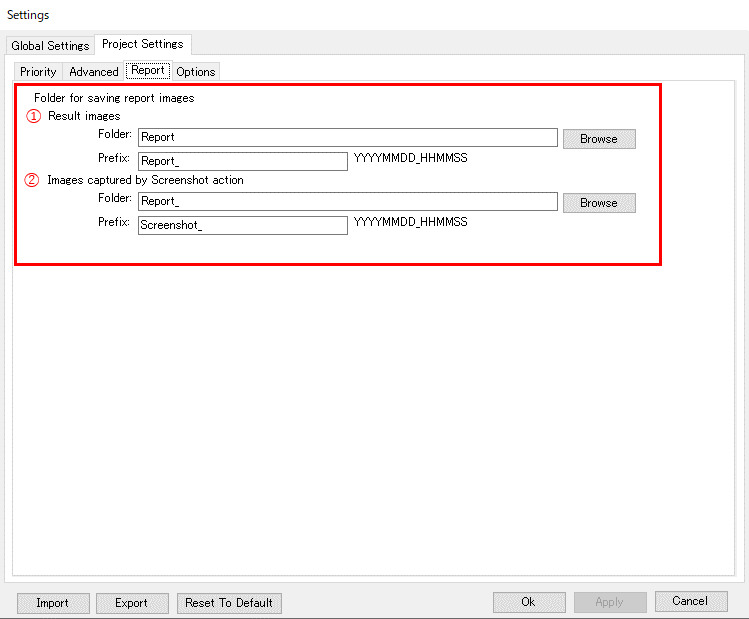 Settings
Global Settings Project Settings
Priority Advanced Report Options
Folder for saving report images
① Result images
Folder: Report Browse
Prefix: Report_ YYYYMMDD_HHMMSS
② Images captured by Screenshot action
Folder: Report_ Browse
Prefix: Screenshot_ YYYYMMDD_HHMMSS
Import Export Reset To Default Ok Apply Cancel